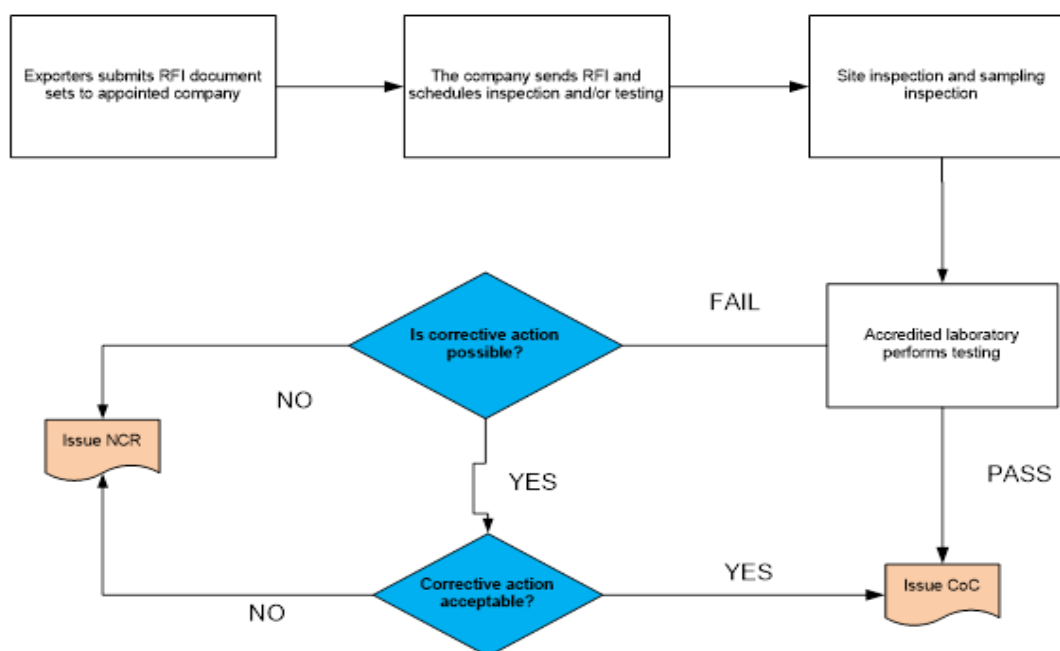 Exporters submits RFI document
sets to appointed company
The company sends RFI and
schedules inspection and/or testing
Site inspection and sampling
inspection
FAIL
Is corrective action
possible?
Accredited laboratory
performs testing
NO
Issue NCR
YES
PASS
Corrective action
acceptable?
YES
Issue CoC
NO